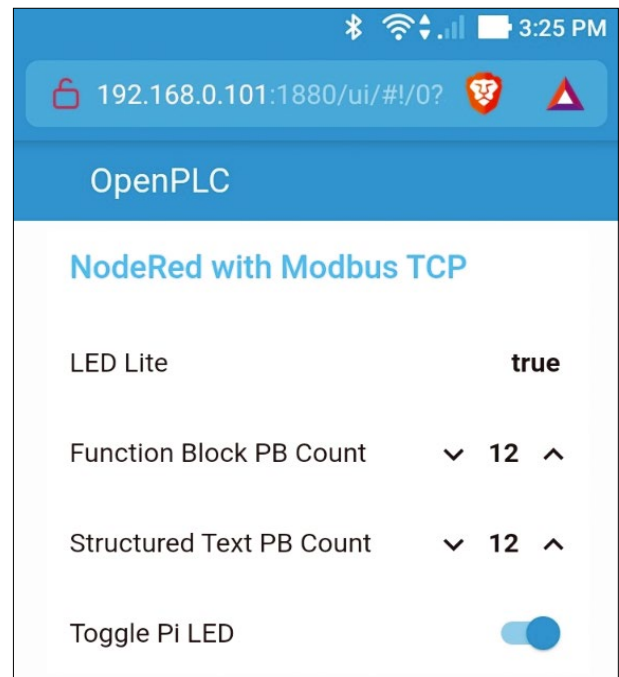 3:25 PM
192.168.0.101:1880/ui/#!/0?
OpenPLC
NodeRed with Modbus TCP
LED Lite true
Function Block PB Count 12
Structured Text PB Count 12
Toggle Pi LED